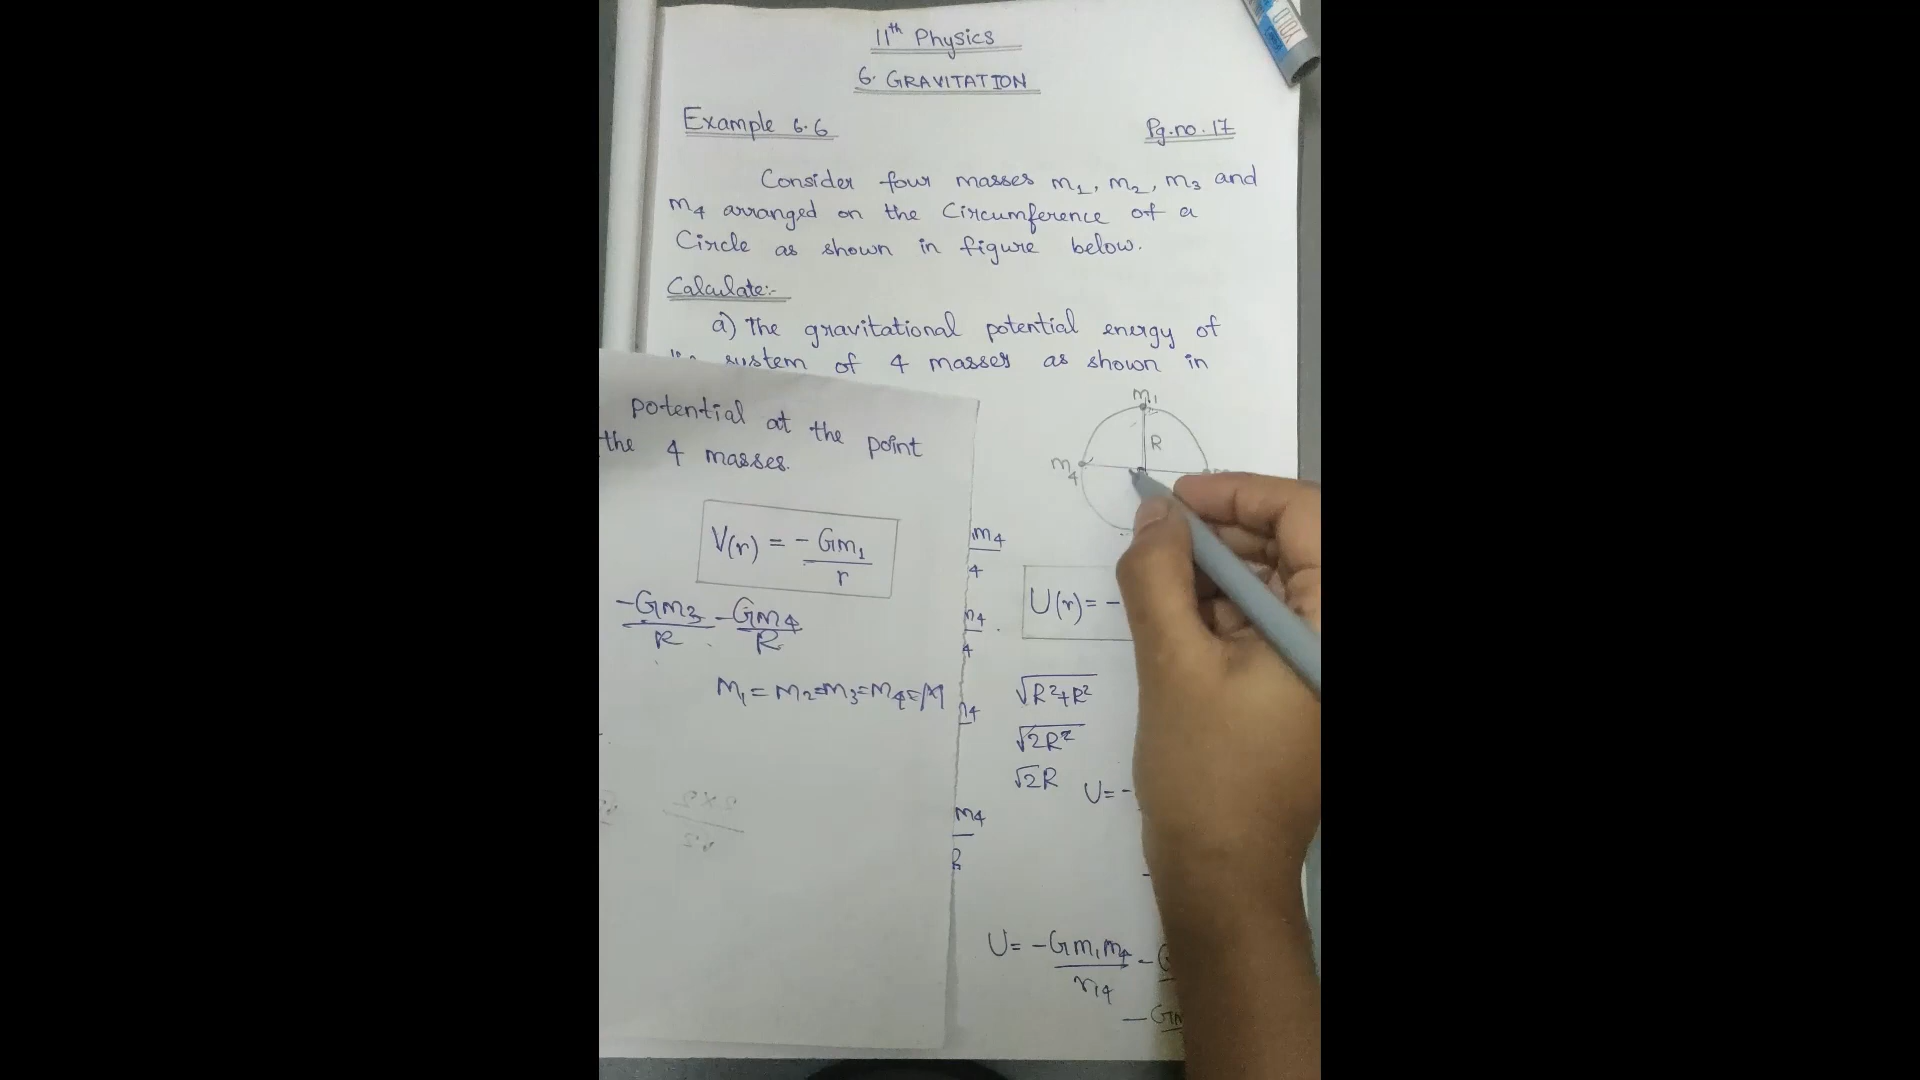 11th Physics
6. GRAVITATION
Example 6.6 Pg.no. 17
Consider four masses m1, m2, m3 and
m4 arranged on the Circumference of a
Circle as shown in figure below.
Calculate:-
a) The gravitational potential energy of
system of 4 masses as shown in
potential at the point
the 4 masses.
V(r) = - Gm1 / r
-Gm3 / R - Gm4 / R
m1 = m2=m3=m4=M
m1
R
m4
m4
4
4
m4
R
U(r) = -
√R²+R²
√2R²
√2R
U= -
U= -Gm1m4 / r14 -
- Gm
YOLO